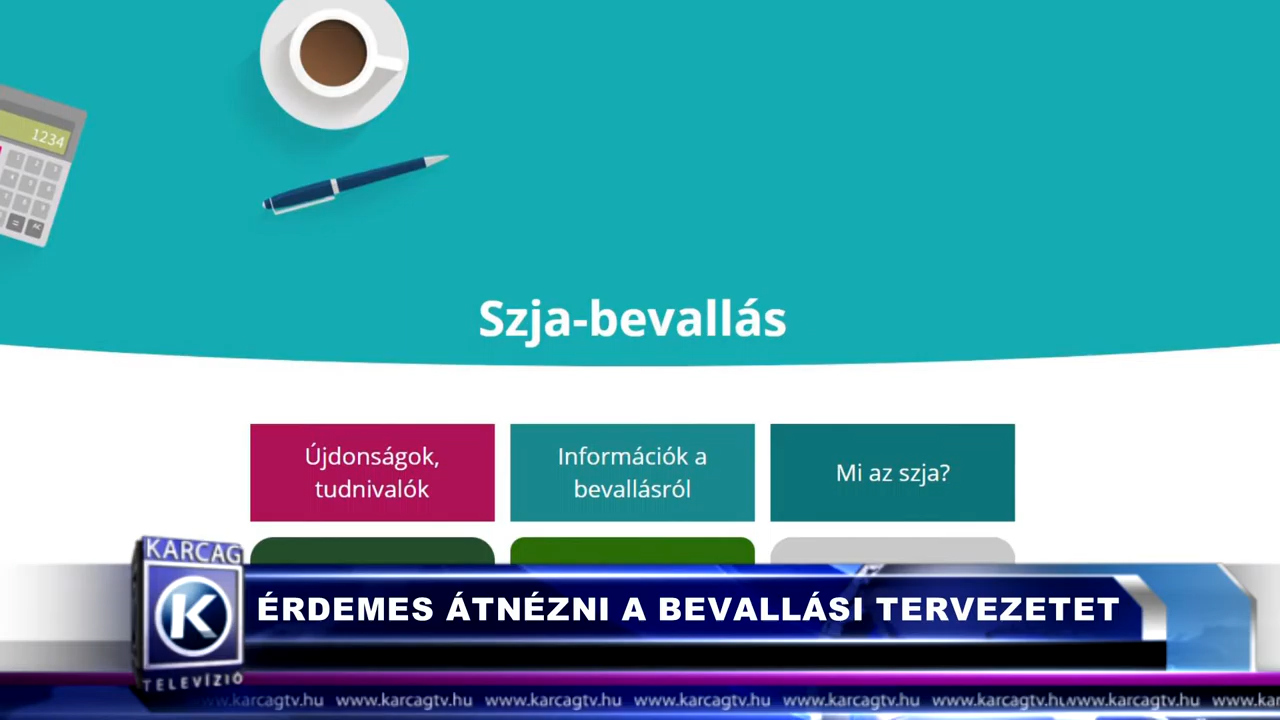 1234
Szja-bevallás
Újdonságok,
tudnivalók
Információk a
bevallásról
Mi az szja?
KARCAG
K
TELEVÍZIÓ
ÉRDEMES ÁTNÉZNI A BEVALLÁSI TERVEZETET
karcagtv.hu www.karcagtv.hu www.karcagtv.hu www.karcagtv.hu www.karcagtv.hu www.karcagtv.hu www.karcagtv.hu